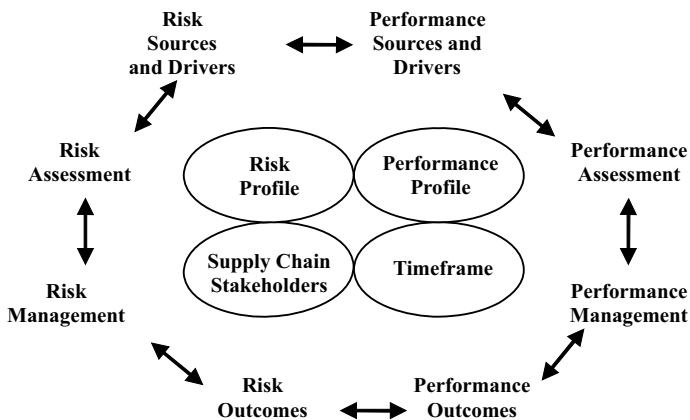 Risk
Sources
and Drivers
Performance
Sources and
Drivers
Risk
Assessment
Risk
Profile
Performance
Profile
Performance
Assessment
Supply Chain
Stakeholders
Timeframe
Risk
Management
Performance
Management
Risk
Outcomes
Performance
Outcomes